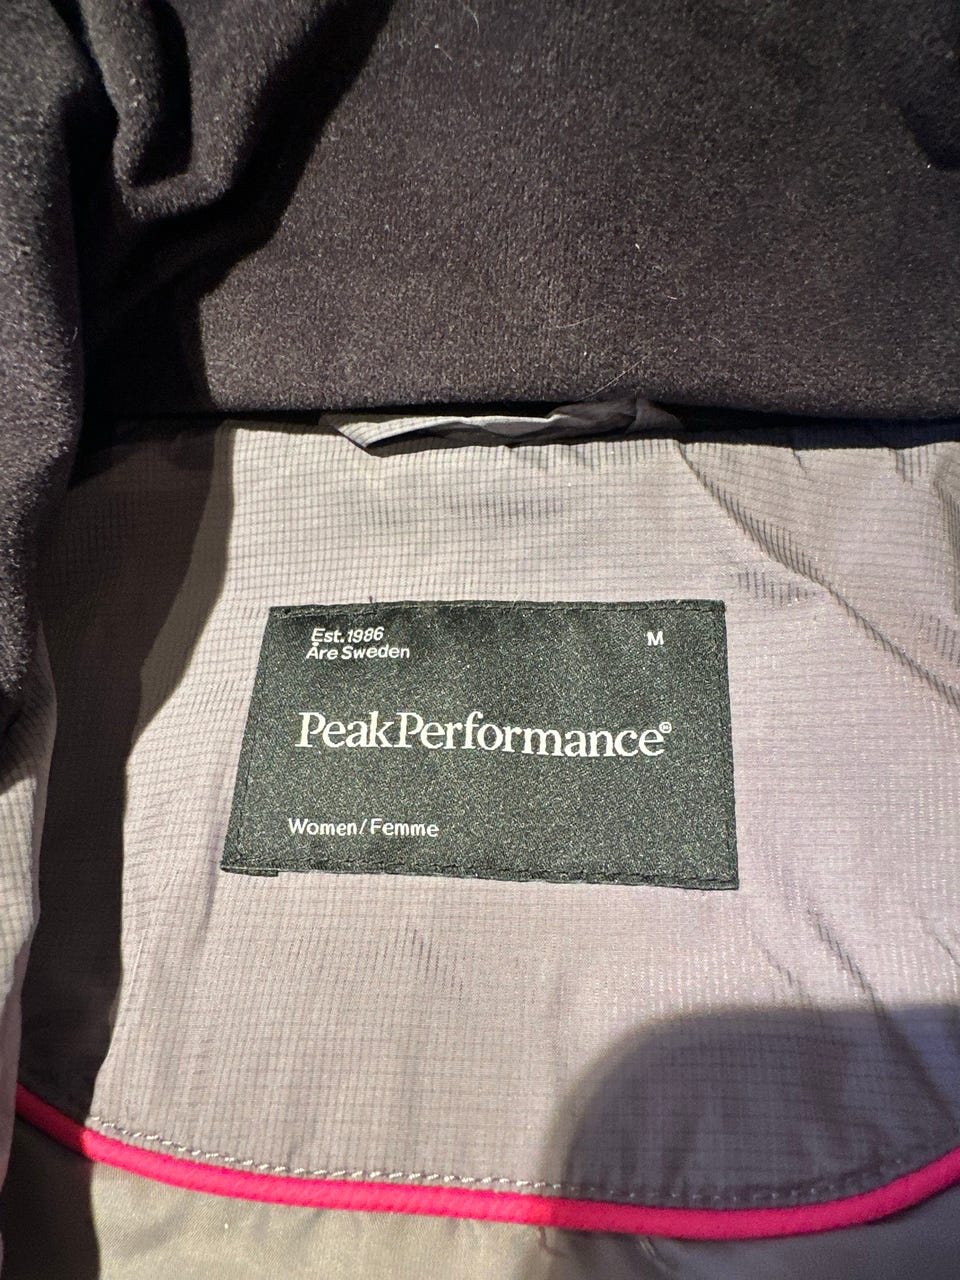 Est.1986
Åre Sweden
M
PeakPerformance®
Women/Femme